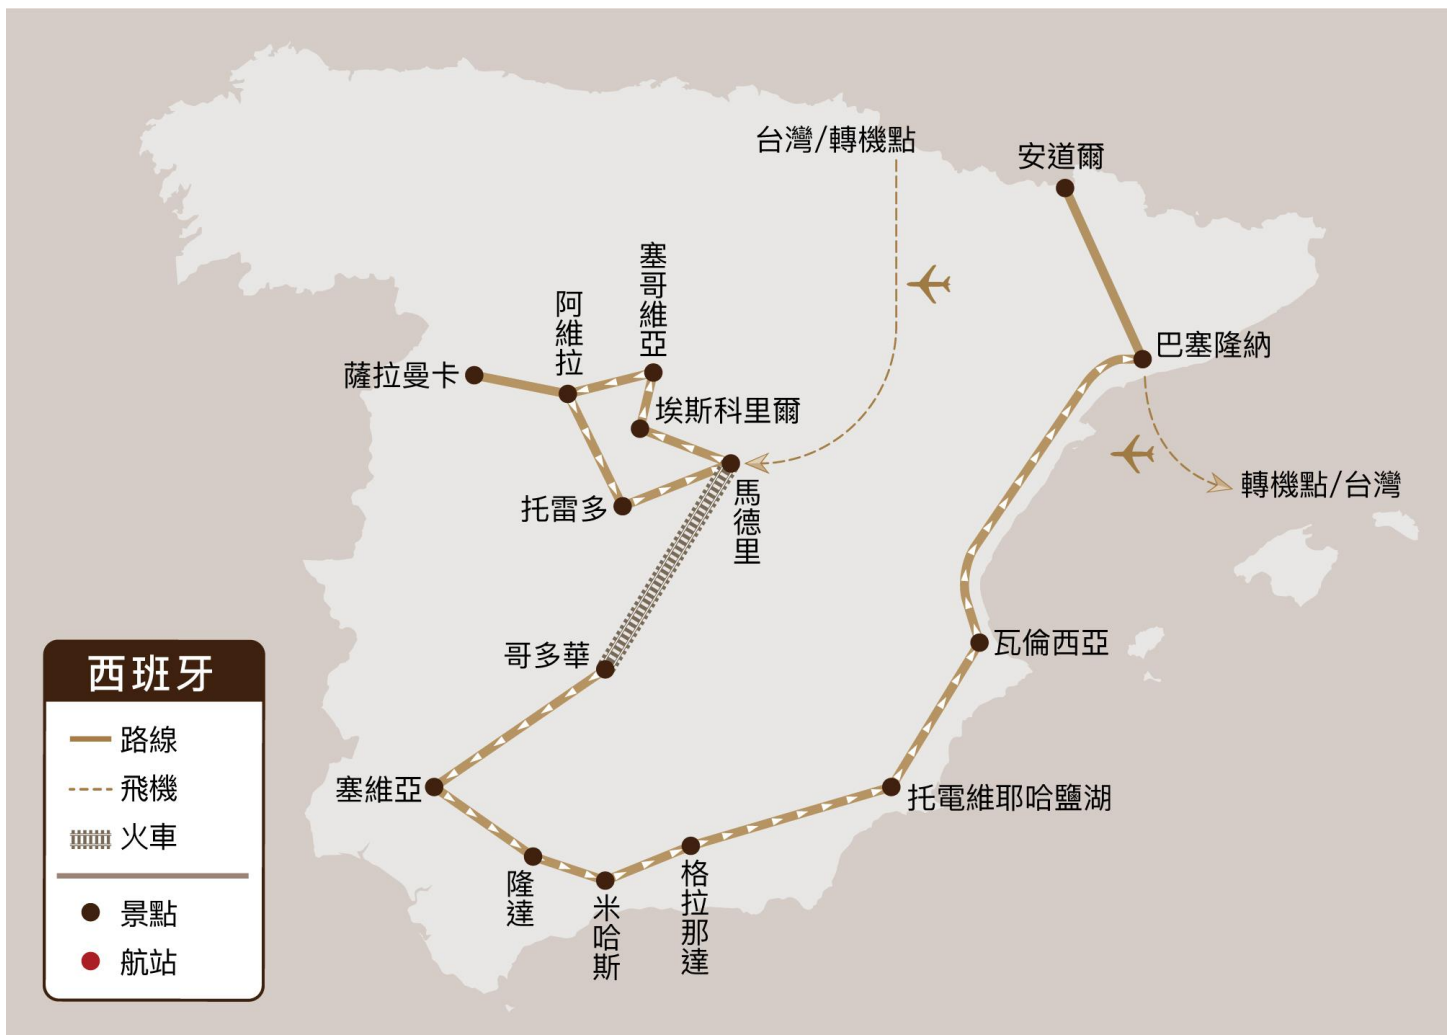 台灣/轉機點
安道爾
塞哥維亞
阿維拉
巴塞隆納
薩拉曼卡
埃斯科里爾
馬德里
轉機點/台灣
托雷多
哥多華
瓦倫西亞
塞維亞
托電維耶哈鹽湖
隆達
米哈斯
格拉那達
西班牙
路線
飛機
火車
景點
航站